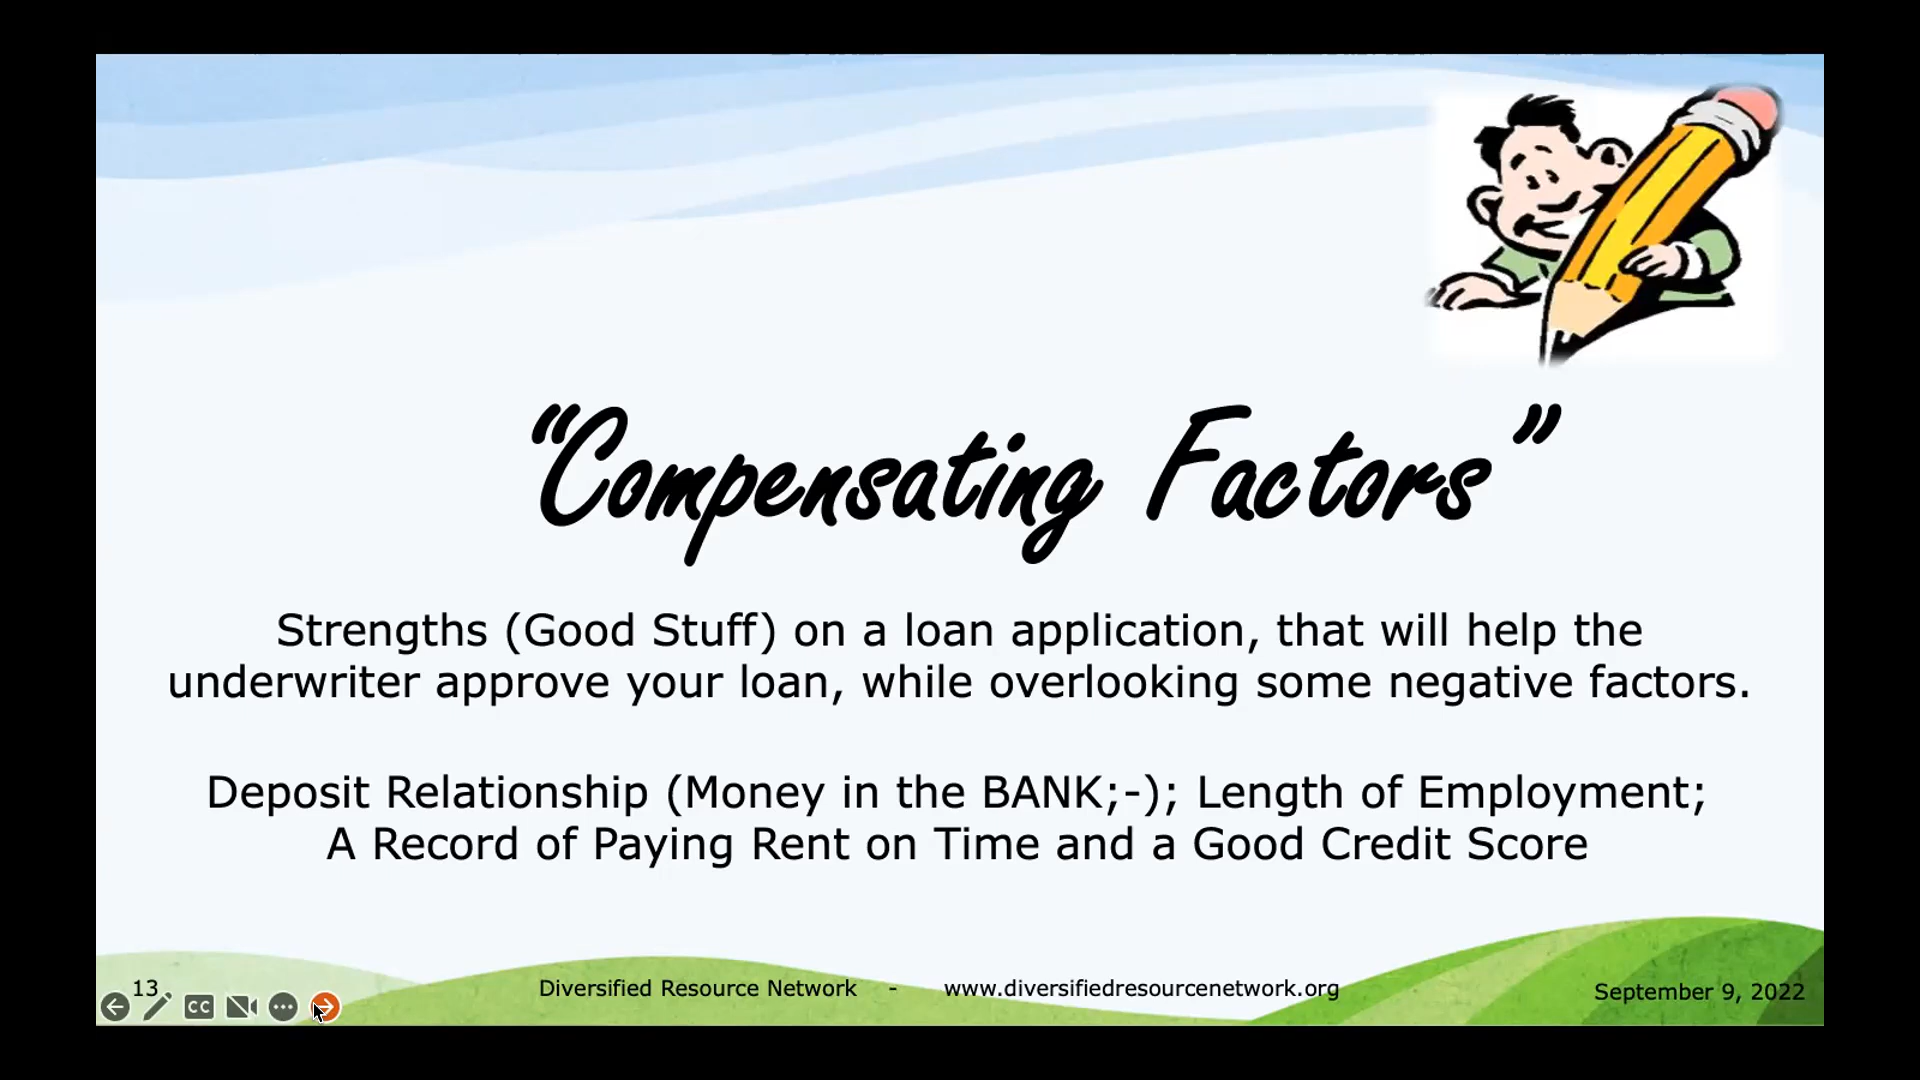 “Compensating Factors”
Strengths (Good Stuff) on a loan application, that will help the
underwriter approve your loan, while overlooking some negative factors.
Deposit Relationship (Money in the BANK;-); Length of Employment;
A Record of Paying Rent on Time and a Good Credit Score
13
CC
Diversified Resource Network - www.diversifiedresourcenetwork.org
September 9, 2022